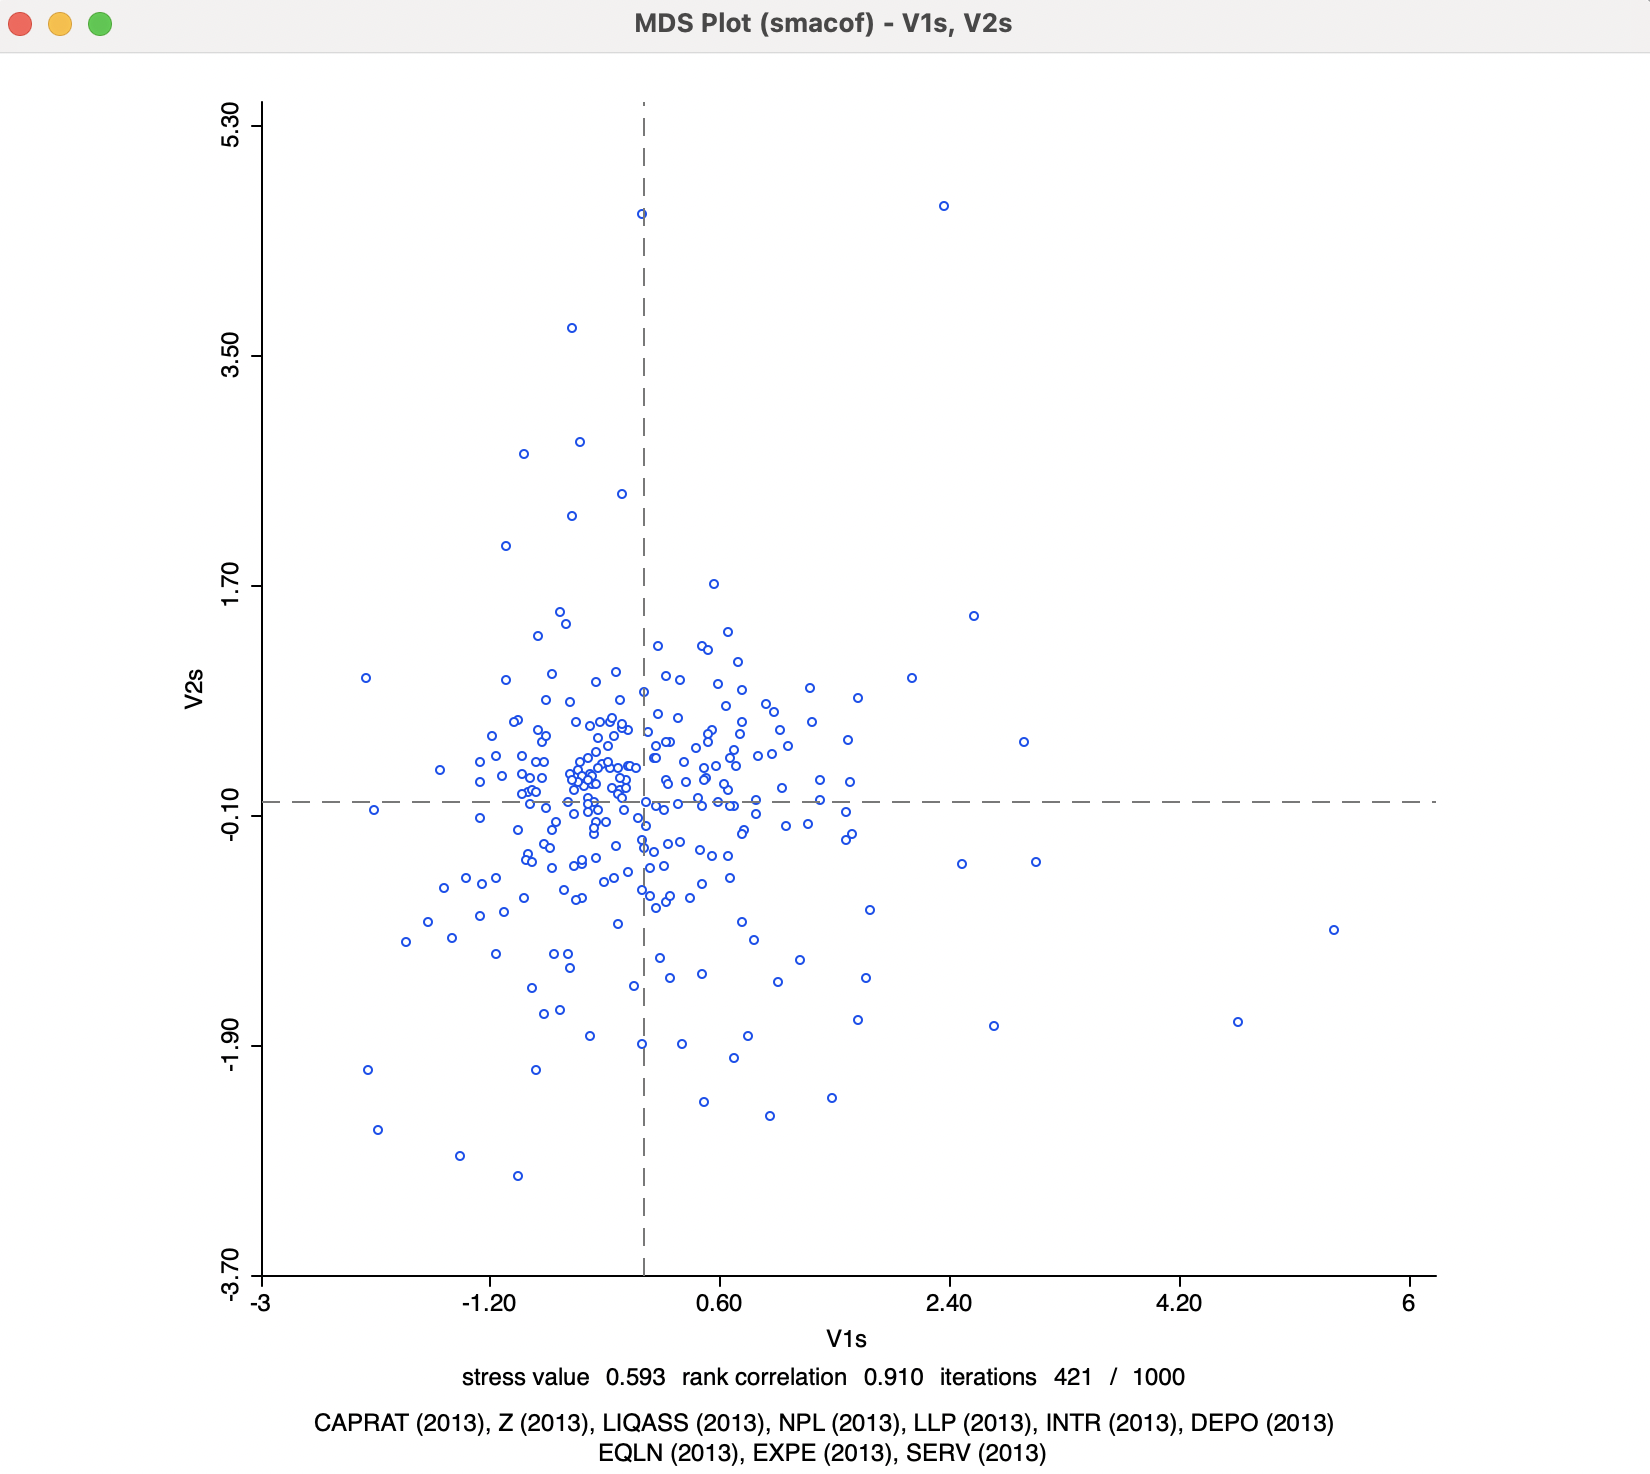 MDS Plot (smacof) - V1s, V2s
5.30
3.50
1.70
-0.10
-1.90
-3.70
V2s
-3 -1.20 0.60 2.40 4.20 6
V1s
stress value 0.593 rank correlation 0.910 iterations 421 / 1000
CAPRAT (2013), Z (2013), LIQASS (2013), NPL (2013), LLP (2013), INTR (2013), DEPO (2013)
EQLN (2013), EXPE (2013), SERV (2013)